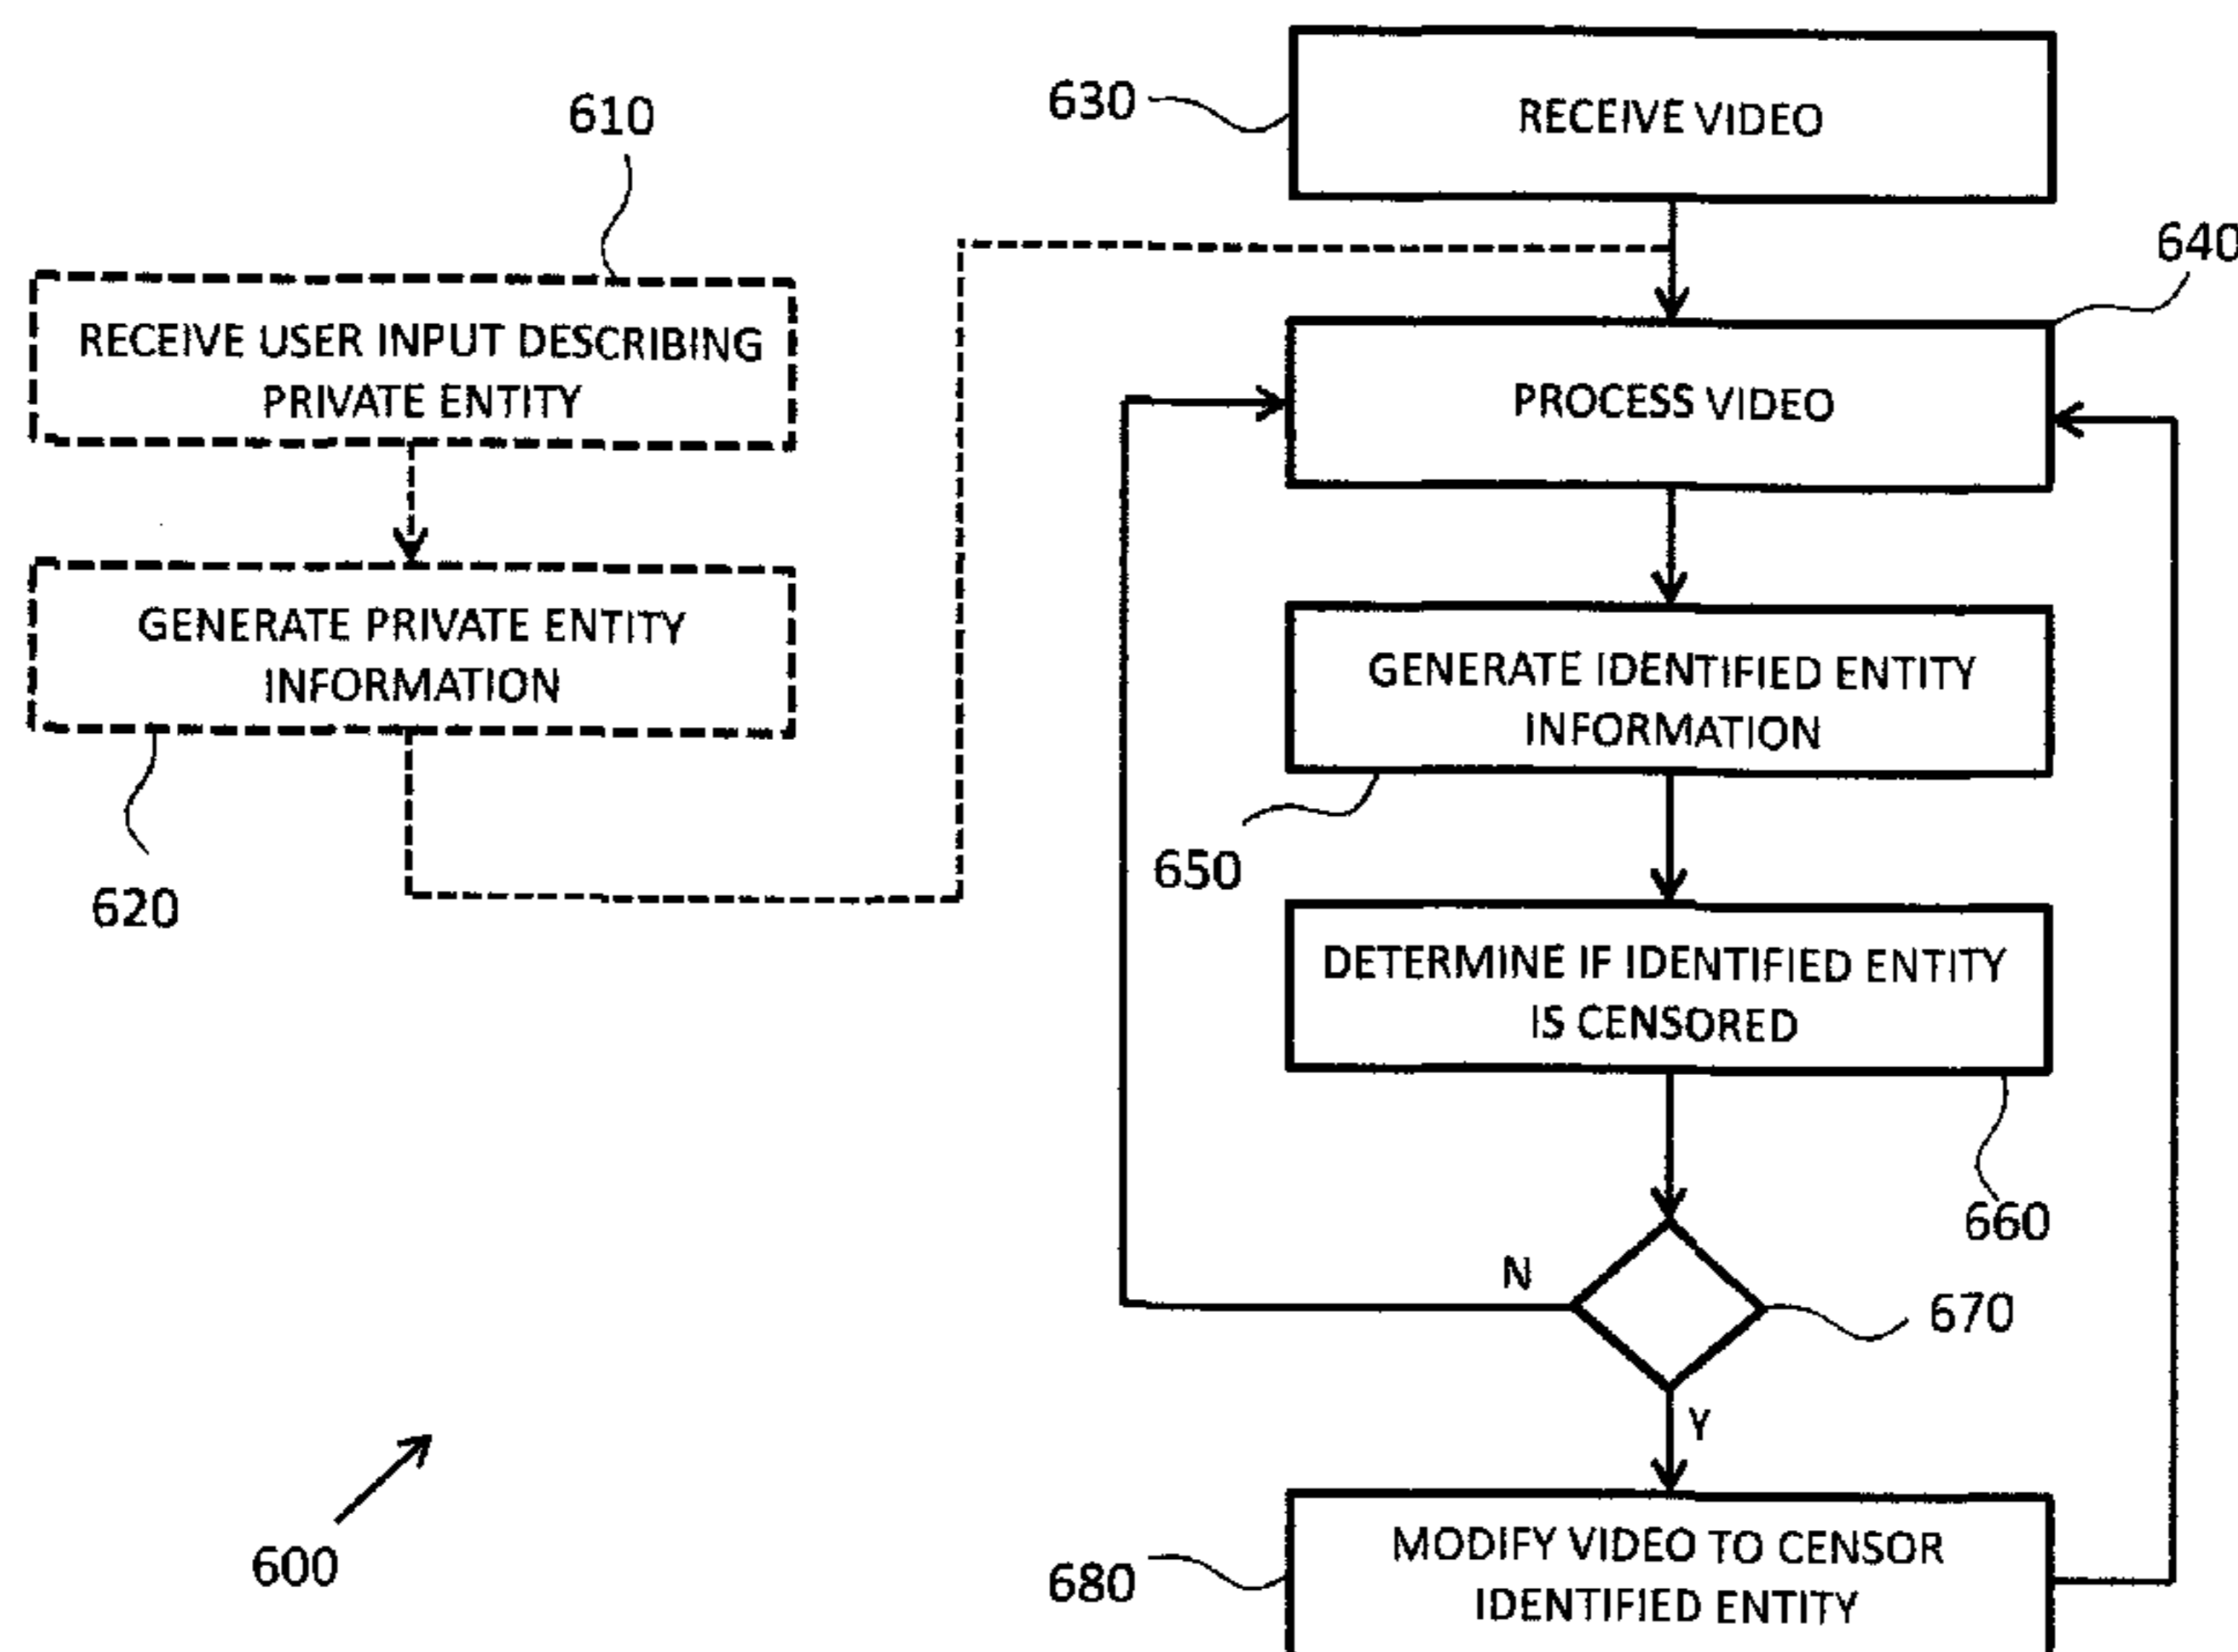 610
RECEIVE USER INPUT DESCRIBING
PRIVATE ENTITY
GENERATE PRIVATE ENTITY
INFORMATION
620
630
RECEIVE VIDEO
640
PROCESS VIDEO
GENERATE IDENTIFIED ENTITY
INFORMATION
650
DETERMINE IF IDENTIFIED ENTITY
IS CENSORED
660
N
670
Y
680
MODIFY VIDEO TO CENSOR
IDENTIFIED ENTITY
600